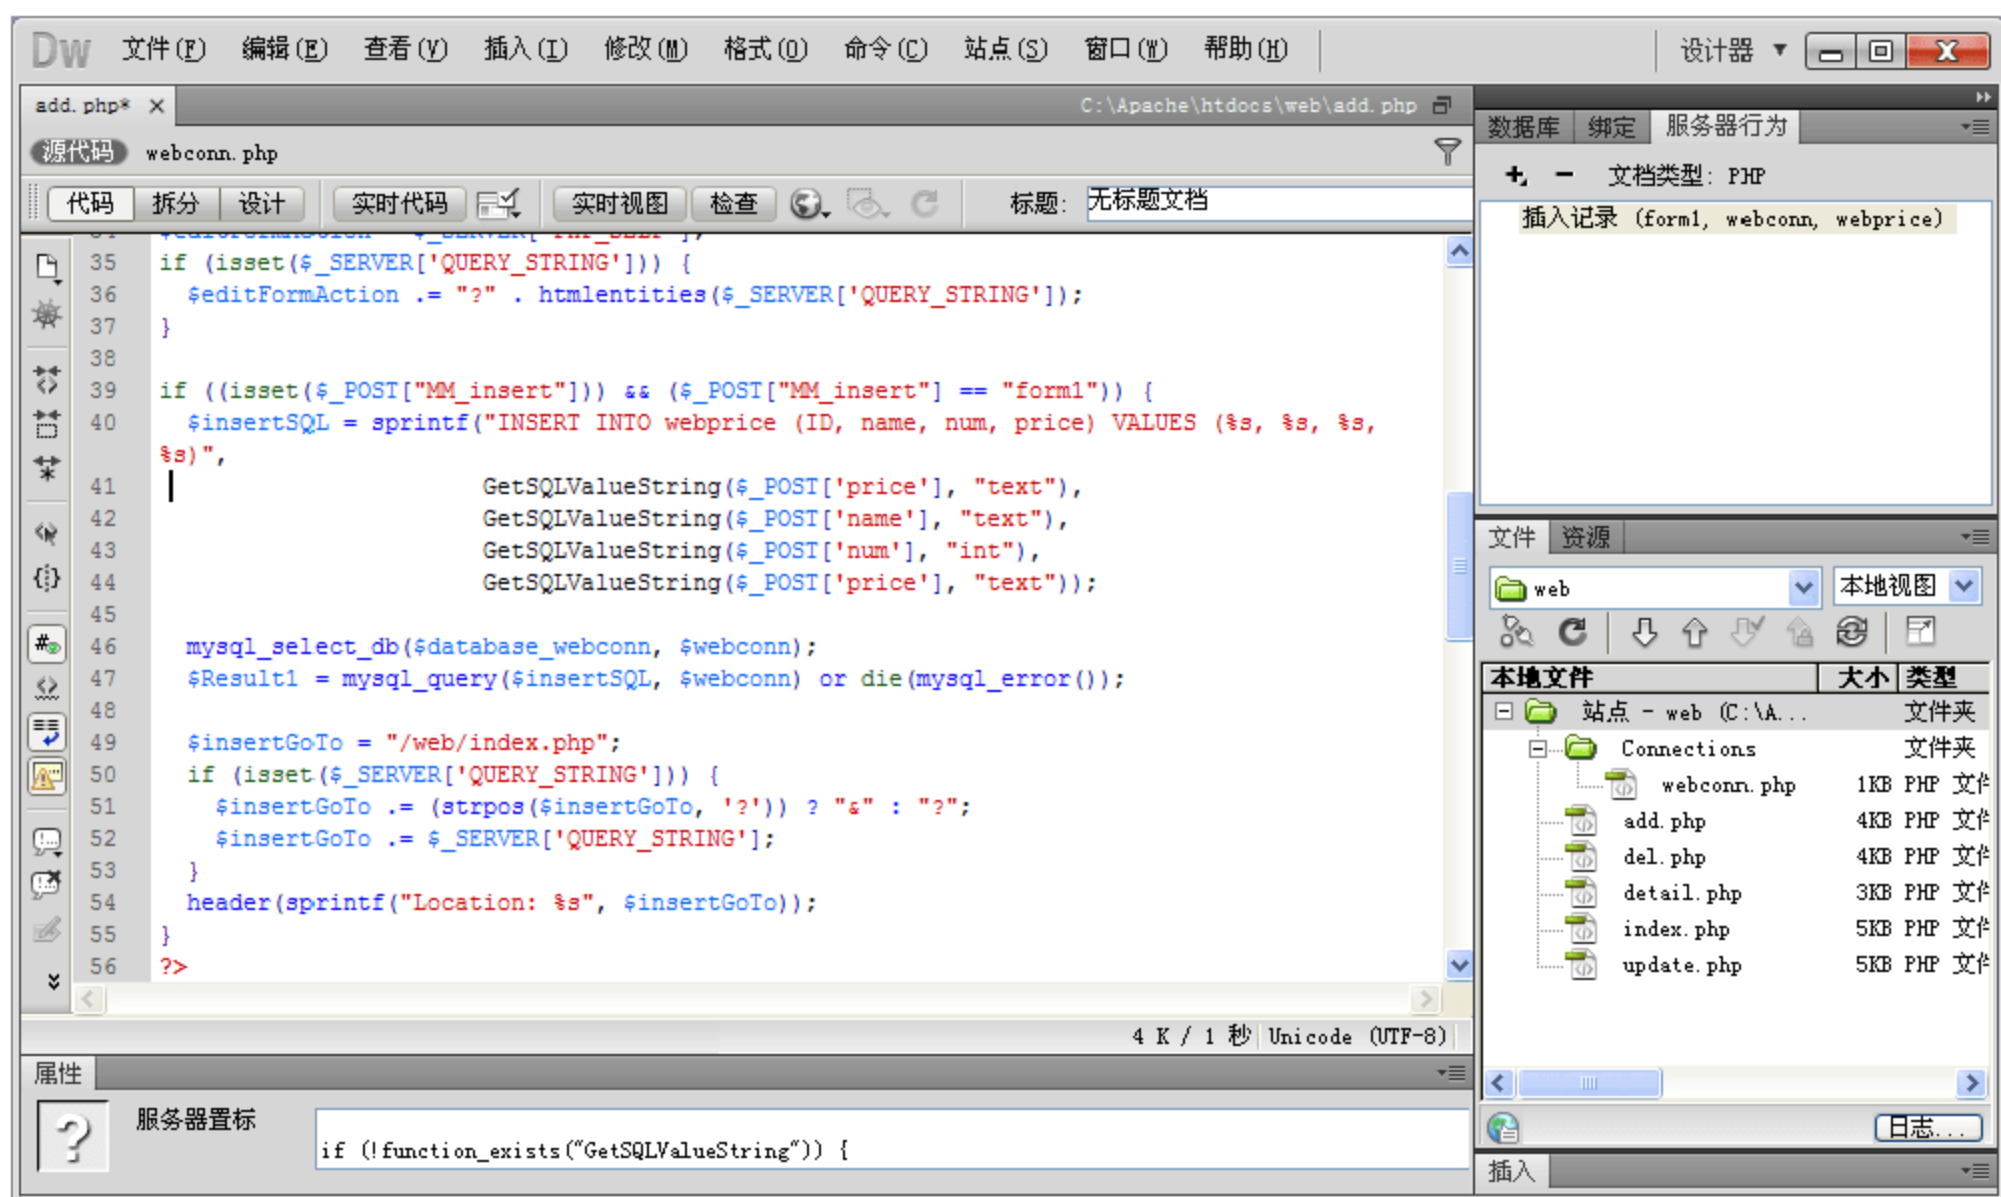 Dw 文件(F) 编辑(E) 查看(V) 插入(I) 修改(M) 格式(O) 命令(C) 站点(S) 窗口(W) 帮助(H) 设计器
add.php* C:\Apache\htdocs\web\add.php
源代码 webconn.php
代码 拆分 设计 实时代码 实时视图 检查 标题: 无标题文档
35 if (isset($_SERVER['QUERY_STRING'])) {
36 $editFormAction .= "?" . htmlentities($_SERVER['QUERY_STRING']);
37 }
38
39 if ((isset($_POST["MM_insert"])) && ($_POST["MM_insert"] == "form1")) {
40 $insertSQL = sprintf("INSERT INTO webprice (ID, name, num, price) VALUES (%s, %s, %s,
%s)",
41 GetSQLValueString($_POST['price'], "text"),
42 GetSQLValueString($_POST['name'], "text"),
43 GetSQLValueString($_POST['num'], "int"),
44 GetSQLValueString($_POST['price'], "text"));
45
46 mysql_select_db($database_webconn, $webconn);
47 $Result1 = mysql_query($insertSQL, $webconn) or die(mysql_error());
48
49 $insertGoTo = "/web/index.php";
50 if (isset($_SERVER['QUERY_STRING'])) {
51 $insertGoTo .= (strpos($insertGoTo, '?')) ? "&" : "?";
52 $insertGoTo .= $_SERVER['QUERY_STRING'];
53 }
54 header(sprintf("Location: %s", $insertGoTo));
55 }
56 ?>
4 K / 1 秒 Unicode (UTF-8)
属性
服务器置标
if (!function_exists("GetSQLValueString")) {
数据库 绑定 服务器行为
文档类型: PHP
插入记录 (form1, webconn, webprice)
文件 资源
web 本地视图
本地文件 大小 类型
站点 - web (C:\A... 文件夹
Connections 文件夹
webconn.php 1KB PHP 文件
add.php 4KB PHP 文件
del.php 4KB PHP 文件
detail.php 3KB PHP 文件
index.php 5KB PHP 文件
update.php 5KB PHP 文件
日志...
插入